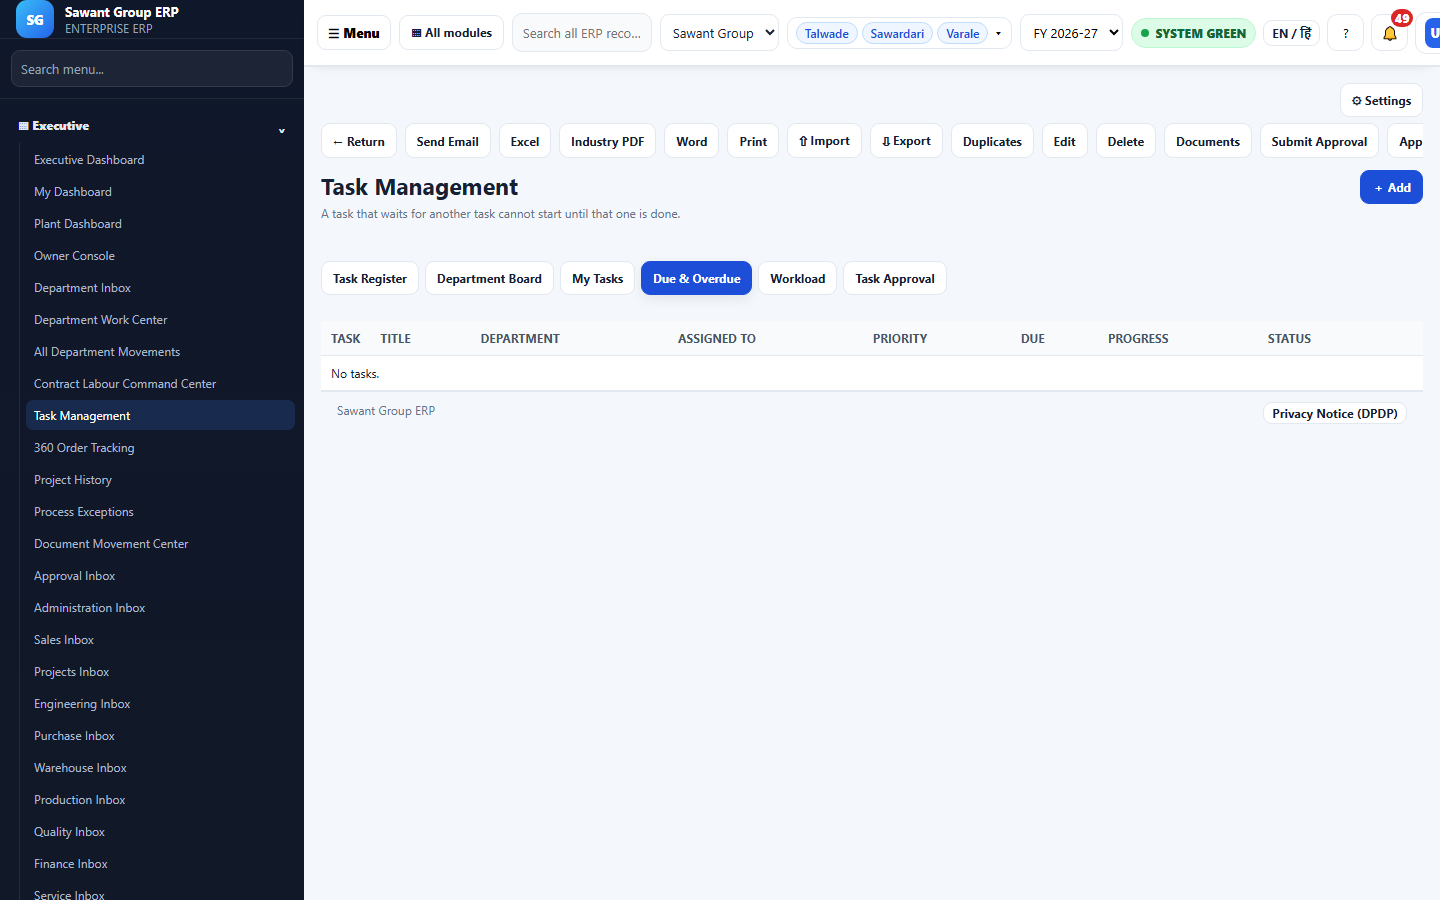 SG
Sawant Group ERP
ENTERPRISE ERP
Search menu...
Executive
Executive Dashboard
My Dashboard
Plant Dashboard
Owner Console
Department Inbox
Department Work Center
All Department Movements
Contract Labour Command Center
Task Management
360 Order Tracking
Project History
Process Exceptions
Document Movement Center
Approval Inbox
Administration Inbox
Sales Inbox
Projects Inbox
Engineering Inbox
Purchase Inbox
Warehouse Inbox
Production Inbox
Quality Inbox
Finance Inbox
Service Inbox
☰ Menu
All modules
Search all ERP reco...
Sawant Group
Talwade Sawardari Varale
FY 2026-27
SYSTEM GREEN
EN / हिं
?
49
U
⚙ Settings
← Return
Send Email
Excel
Industry PDF
Word
Print
⇧ Import
⇩ Export
Duplicates
Edit
Delete
Documents
Submit Approval
App
Task Management
+ Add
A task that waits for another task cannot start until that one is done.
Task Register
Department Board
My Tasks
Due & Overdue
Workload
Task Approval
TASK TITLE DEPARTMENT ASSIGNED TO PRIORITY DUE PROGRESS STATUS
No tasks.
Sawant Group ERP
Privacy Notice (DPDP)